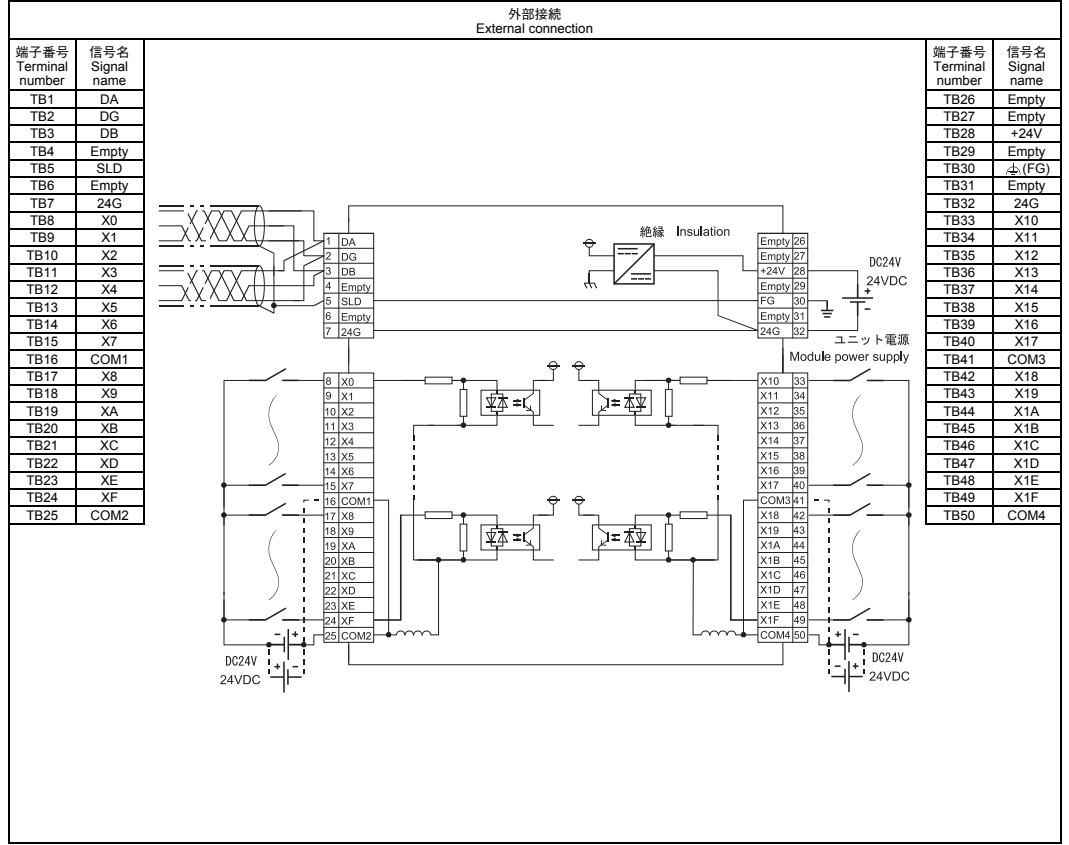 外部接続
External connection
端子番号 信号名
Terminal number Signal name
TB1 DA
TB2 DG
TB3 DB
TB4 Empty
TB5 SLD
TB6 Empty
TB7 24G
TB8 X0
TB9 X1
TB10 X2
TB11 X3
TB12 X4
TB13 X5
TB14 X6
TB15 X7
TB16 COM1
TB17 X8
TB18 X9
TB19 XA
TB20 XB
TB21 XC
TB22 XD
TB23 XE
TB24 XF
TB25 COM2
1 DA
2 DG
3 DB
4 Empty
5 SLD
6 Empty
7 24G
8 X0
9 X1
10 X2
11 X3
12 X4
13 X5
14 X6
15 X7
16 COM1
17 X8
18 X9
19 XA
20 XB
21 XC
22 XD
23 XE
24 XF
25 COM2
- +
+ -
DC24V
24VDC
絶縁 Insulation
Empty 26
Empty 27
+24V 28
Empty 29
FG 30
Empty 31
24G 32
DC24V
24VDC
+
-
ユニット電源
Module power supply
X10 33
X11 34
X12 35
X13 36
X14 37
X15 38
X16 39
X17 40
COM3 41
X18 42
X19 43
X1A 44
X1B 45
X1C 46
X1D 47
X1E 48
X1F 49
COM4 50
+ -
- +
DC24V
24VDC
端子番号 信号名
Terminal number Signal name
TB26 Empty
TB27 Empty
TB28 +24V
TB29 Empty
TB30 (FG)
TB31 Empty
TB32 24G
TB33 X10
TB34 X11
TB35 X12
TB36 X13
TB37 X14
TB38 X15
TB39 X16
TB40 X17
TB41 COM3
TB42 X18
TB43 X19
TB44 X1A
TB45 X1B
TB46 X1C
TB47 X1D
TB48 X1E
TB49 X1F
TB50 COM4